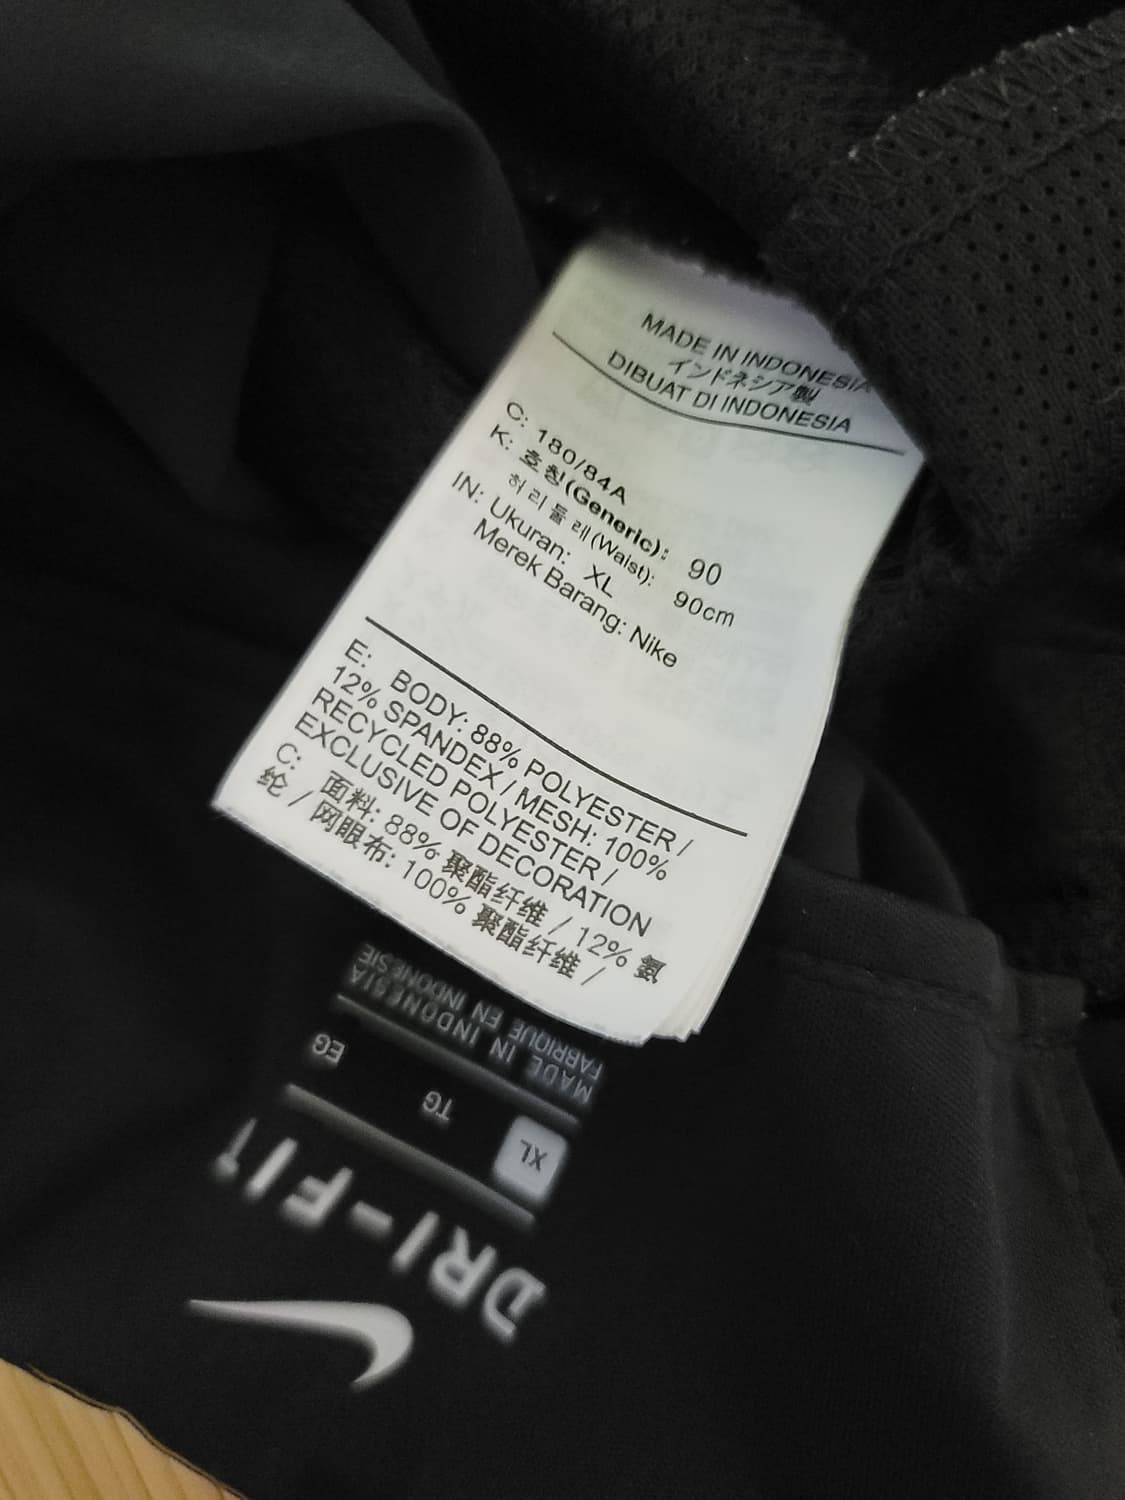 MADE IN INDONESIA
インドネシア製
DIBUAT DI INDONESIA
C: 180/84A
K: 호칭(Generic): 90
허리둘레(Waist): 90cm
IN: Ukuran: XL
Merek Barang: Nike
E: BODY: 88% POLYESTER /
12% SPANDEX / MESH: 100%
RECYCLED POLYESTER /
EXCLUSIVE OF DECORATION
C: 面料: 88% 聚酯纤维 / 12% 氨
纶 / 网眼布: 100% 聚酯纤维 /
DRI-FIT
XL TG EG
MADE IN INDONESIA
FABRIQUE EN INDONESIE